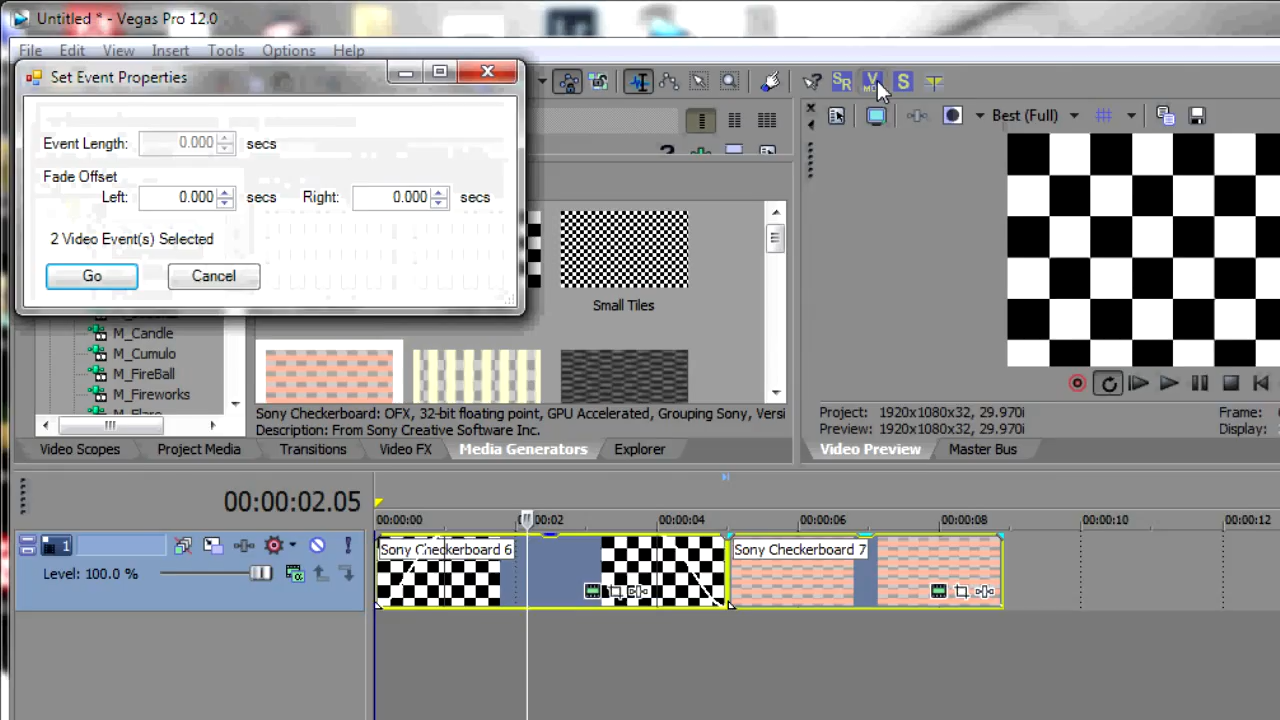 Untitled * - Vegas Pro 12.0
File Edit View Insert Tools Options Help
Set Event Properties
Event Length: 0.000 secs
Fade Offset
Left: 0.000 secs Right: 0.000 secs
2 Video Event(s) Selected
Go Cancel
SR V S
Best (Full)
Small Tiles
M_Candle
M_Cumulo
M_FireBall
M_Fireworks
Sony Checkerboard: OFX, 32-bit floating point, GPU Accelerated, Grouping Sony, Versi
Description: From Sony Creative Software Inc.
Project: 1920x1080x32, 29.970i Frame:
Preview: 1920x1080x32, 29.970i Display:
Video Scopes Project Media Transitions Video FX Media Generators Explorer
Video Preview Master Bus
00:00:02.05
00:00:00 00:02 00:00:04 00:00:06 00:00:08 00:00:10 00:00:12
1
Sony Checkerboard 6 Sony Checkerboard 7
Level: 100.0 %